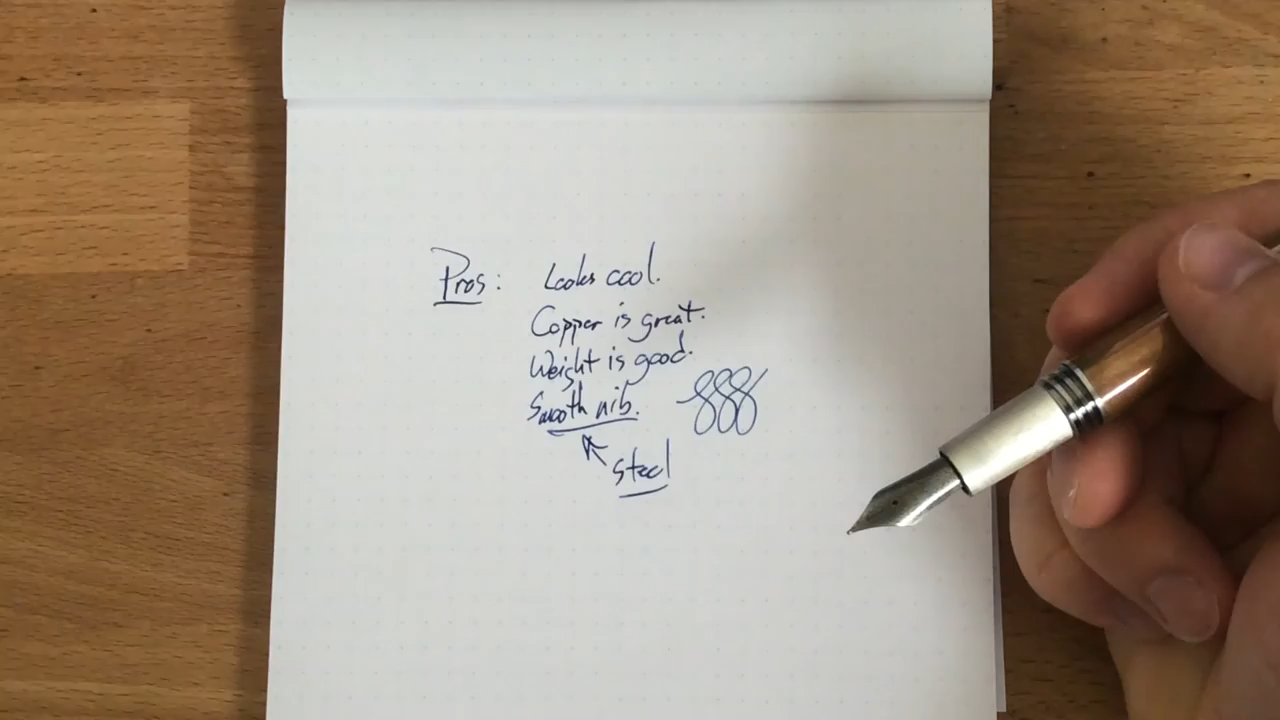 Pros: Looks cool.
Copper is great.
Weight is good.
Smooth nib.
steel